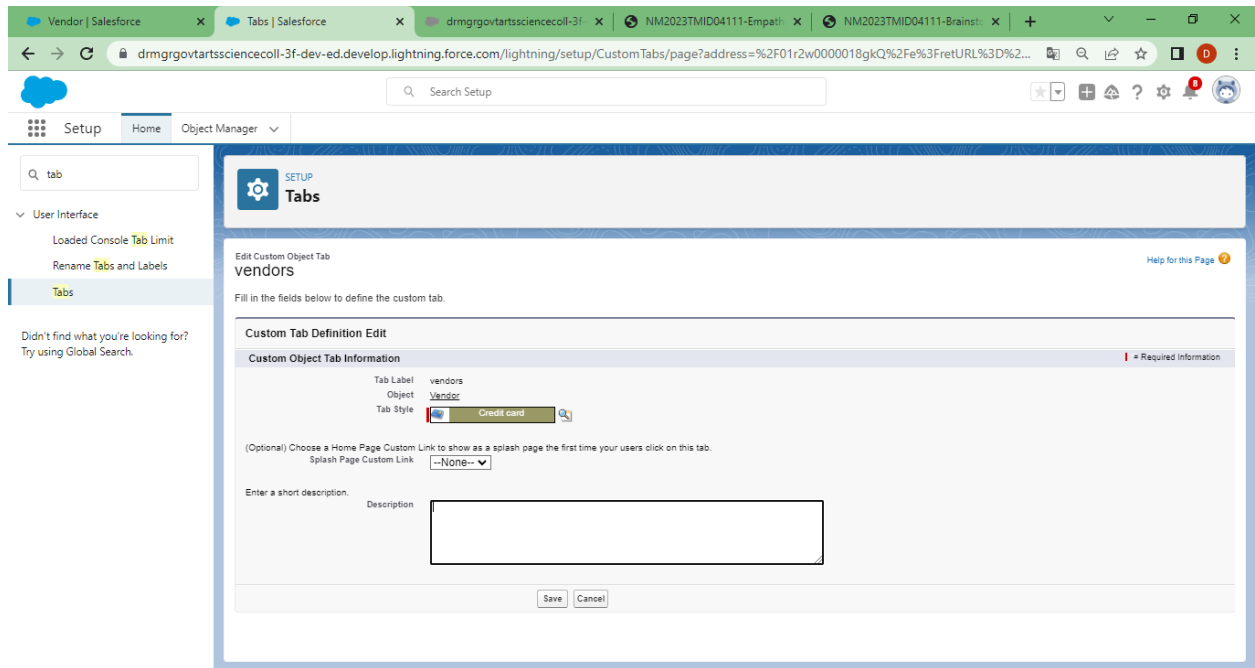 Vendor | Salesforce
Tabs | Salesforce
drmgrgovtartssciencecoll-3f-
NM2023TMID04111-Empath
NM2023TMID04111-Brainsto
drmgrgovtartssciencecoll-3f-dev-ed.develop.lightning.force.com/lightning/setup/CustomTabs/page?address=%2F01r2w0000018gkQ%2Fe%3FretURL%3D%2...
D
Search Setup
8
Setup
Home
Object Manager
tab
User Interface
Loaded Console Tab Limit
Rename Tabs and Labels
Tabs
Didn't find what you're looking for?
Try using Global Search.
SETUP
Tabs
Edit Custom Object Tab
vendors
Help for this Page
Fill in the fields below to define the custom tab.
Custom Tab Definition Edit
Custom Object Tab Information
= Required Information
Tab Label vendors
Object Vendor
Tab Style Credit card
(Optional) Choose a Home Page Custom Link to show as a splash page the first time your users click on this tab.
Splash Page Custom Link --None--
Enter a short description.
Description
Save Cancel